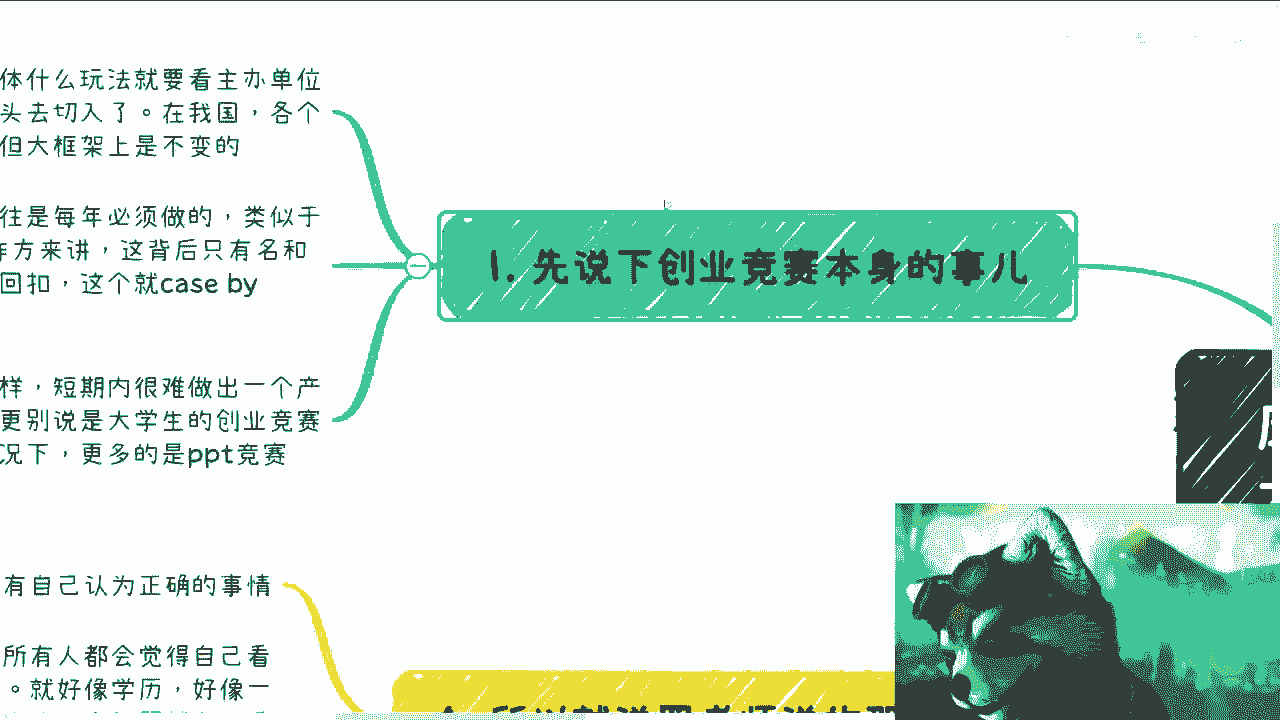 体什么玩法就要看主办单位
头去切入了。在我国，各个
但大框架上是不变的
往是每年必须做的，类似于
作方来讲，这背后只有名和
回扣，这个就case by
样，短期内很难做出一个产
更别说是大学生的创业竞赛
况下，更多的是ppt竞赛
1. 先说下创业竞赛本身的事儿
有自己认为正确的事情
所有人都会觉得自己看
。就好像学历，好像一